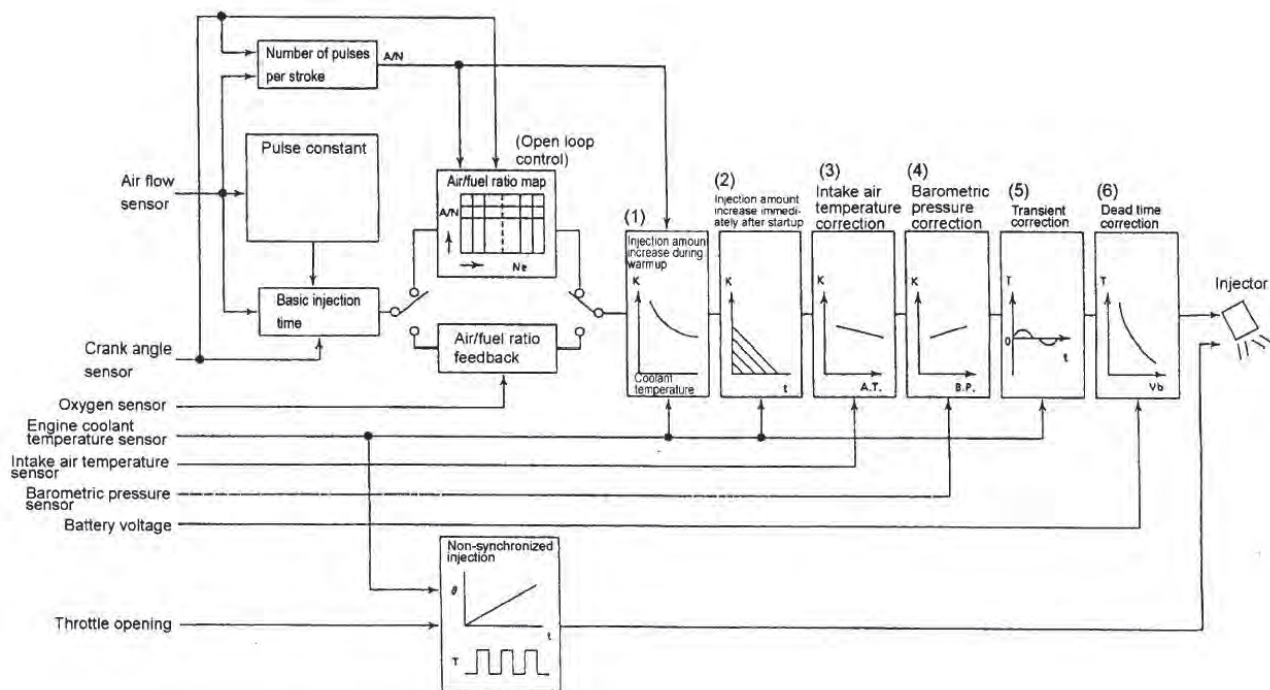 Number of pulses
per stroke
A/N
Pulse constant
(Open loop
control)
Air flow
sensor
Air/fuel ratio map
A/N
Ne
(1)
Injection amoun
increase during
warmup
K
Coolant
temperature
(2)
Injection amount
increase immedi-
ately after startup
K
t
(3)
Intake air
temperature
correction
K
A.T.
(4)
Barometric
pressure
correction
K
B.P.
(5)
Transient
correction
T
0
t
(6)
Dead time
correction
T
Vb
Injector
Basic injection
time
Air/fuel ratio
feedback
Crank angle
sensor
Oxygen sensor
Engine coolant
temperature sensor
Intake air temperature
sensor
Barometric pressure
sensor
Battery voltage
Non-synchronized
injection
θ
t
T
Throttle opening